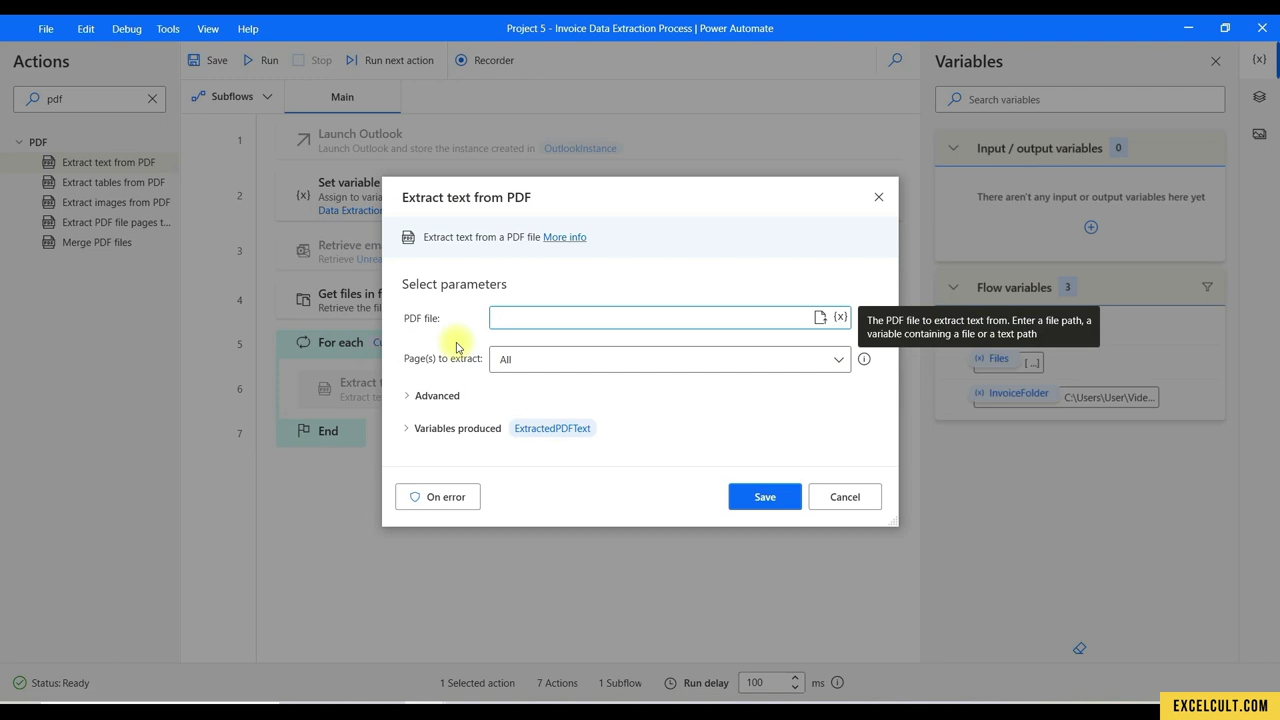 File Edit Debug Tools View Help
Project 5 - Invoice Data Extraction Process | Power Automate
Actions
pdf
PDF
Extract text from PDF
Extract tables from PDF
Extract images from PDF
Extract PDF file pages t...
Merge PDF files
Save Run Stop Run next action Recorder
Subflows Main
1
Launch Outlook
Launch Outlook and store the instance created in OutlookInstance
2
{x} Set variable
Assign to varia
Data Extraction
3
Retrieve em
Retrieve Unrea
4
Get files in f
Retrieve the fil
5
For each Cu
6
Extract t
Extract te
7
End
Extract text from PDF
Extract text from a PDF file More info
Select parameters
PDF file: {x}
The PDF file to extract text from. Enter a file path, a
variable containing a file or a text path
Page(s) to extract: All
Advanced
Variables produced ExtractedPDFText
On error Save Cancel
Variables
{x}
Search variables
Input / output variables 0
There aren't any input or output variables here yet
Flow variables 3
{x} Files [ ...]
{x} InvoiceFolder C:\Users\User\Vide...
Status: Ready 1 Selected action 7 Actions 1 Subflow Run delay 100 ms
EXCELCULT.COM